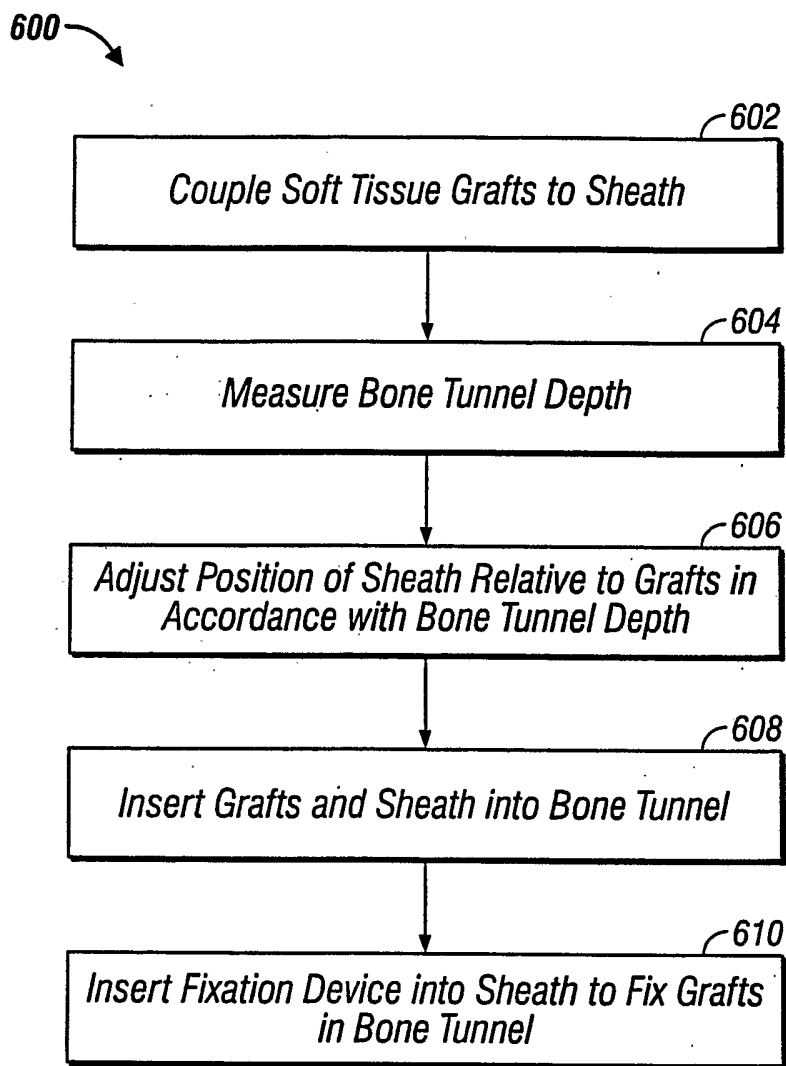 600
602
Couple Soft Tissue Grafts to Sheath
604
Measure Bone Tunnel Depth
606
Adjust Position of Sheath Relative to Grafts in
Accordance with Bone Tunnel Depth
608
Insert Grafts and Sheath into Bone Tunnel
610
Insert Fixation Device into Sheath to Fix Grafts
in Bone Tunnel